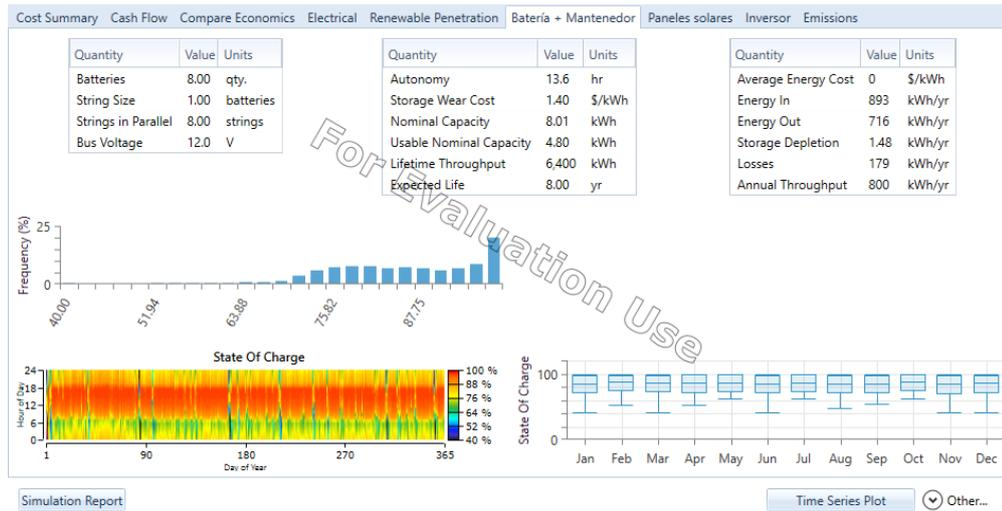 Cost Summary Cash Flow Compare Economics Electrical Renewable Penetration Batería + Mantenedor Paneles solares Inversor Emissions
Quantity Value Units
Batteries 8.00 qty.
String Size 1.00 batteries
Strings in Parallel 8.00 strings
Bus Voltage 12.0 V
Quantity Value Units
Autonomy 13.6 hr
Storage Wear Cost 1.40 $/kWh
Nominal Capacity 8.01 kWh
Usable Nominal Capacity 4.80 kWh
Lifetime Throughput 6,400 kWh
Expected Life 8.00 yr
Quantity Value Units
Average Energy Cost 0 $/kWh
Energy In 893 kWh/yr
Energy Out 716 kWh/yr
Storage Depletion 1.48 kWh/yr
Losses 179 kWh/yr
Annual Throughput 800 kWh/yr
For Evaluation Use
Frequency (%)
25
0
40.00 51.94 63.88 75.82 87.75
State Of Charge
Hour of Day
24
18
12
6
0
1 90 180 270 365
Day of Year
100 %
88 %
76 %
64 %
52 %
40 %
State Of Charge
100
0
Jan Feb Mar Apr May Jun Jul Aug Sep Oct Nov Dec
Simulation Report Time Series Plot Other...